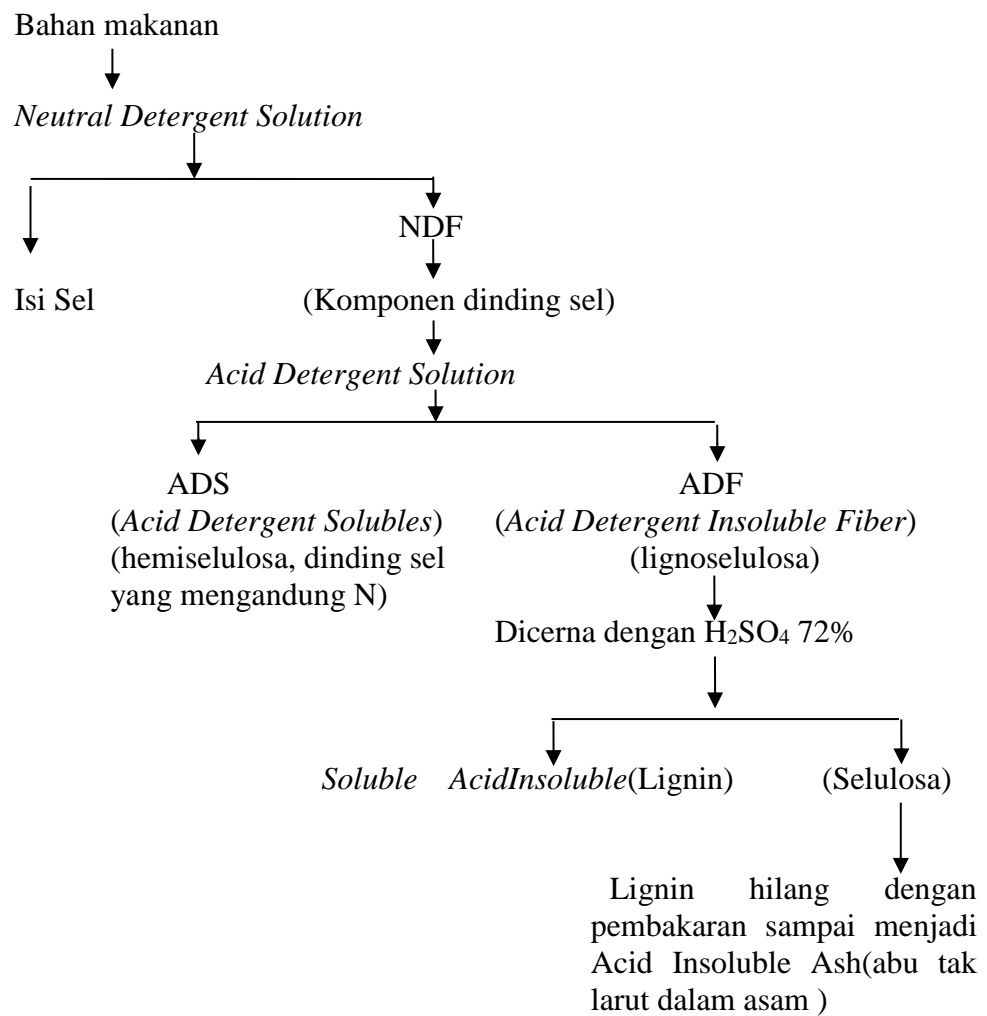 Bahan makanan
Neutral Detergent Solution
NDF
Isi Sel
(Komponen dinding sel)
Acid Detergent Solution
ADS
(Acid Detergent Solubles)
(hemiselulosa, dinding sel
yang mengandung N)
ADF
(Acid Detergent Insoluble Fiber)
(lignoselulosa)
Dicerna dengan H₂SO₄ 72%
Soluble AcidInsoluble(Lignin) (Selulosa)
Lignin hilang dengan
pembakaran sampai menjadi
Acid Insoluble Ash(abu tak
larut dalam asam )